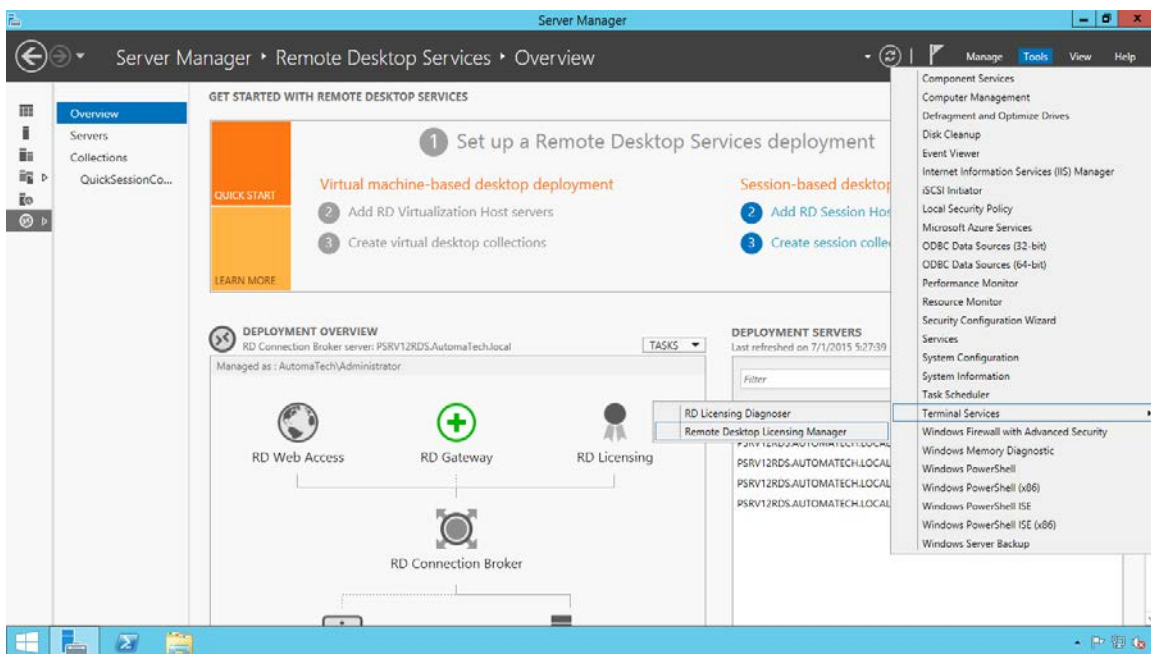 Server Manager
Server Manager ‣ Remote Desktop Services ‣ Overview
Manage Tools View Help
Overview
Servers
Collections
QuickSessionCo...
GET STARTED WITH REMOTE DESKTOP SERVICES
1 Set up a Remote Desktop Services deployment
QUICK START
LEARN MORE
Virtual machine-based desktop deployment
2 Add RD Virtualization Host servers
3 Create virtual desktop collections
Session-based desktop
2 Add RD Session Hos
3 Create session colle
DEPLOYMENT OVERVIEW
RD Connection Broker server: PSRV12RDS.AutomaTech.local
TASKS
Managed as : AutomaTech\Administrator
RD Web Access
RD Gateway
RD Licensing
RD Connection Broker
DEPLOYMENT SERVERS
Last refreshed on 7/1/2015 5:27:39
Filter
PSRV12RDS.AUTOMATECH.LOCAL
PSRV12RDS.AUTOMATECH.LOCAL
PSRV12RDS.AUTOMATECH.LOCAL
PSRV12RDS.AUTOMATECH.LOCAL
RD Licensing Diagnoser
Remote Desktop Licensing Manager
Component Services
Computer Management
Defragment and Optimize Drives
Disk Cleanup
Event Viewer
Internet Information Services (IIS) Manager
iSCSI Initiator
Local Security Policy
Microsoft Azure Services
ODBC Data Sources (32-bit)
ODBC Data Sources (64-bit)
Performance Monitor
Resource Monitor
Security Configuration Wizard
Services
System Configuration
System Information
Task Scheduler
Terminal Services
Windows Firewall with Advanced Security
Windows Memory Diagnostic
Windows PowerShell
Windows PowerShell (x86)
Windows PowerShell ISE
Windows PowerShell ISE (x86)
Windows Server Backup